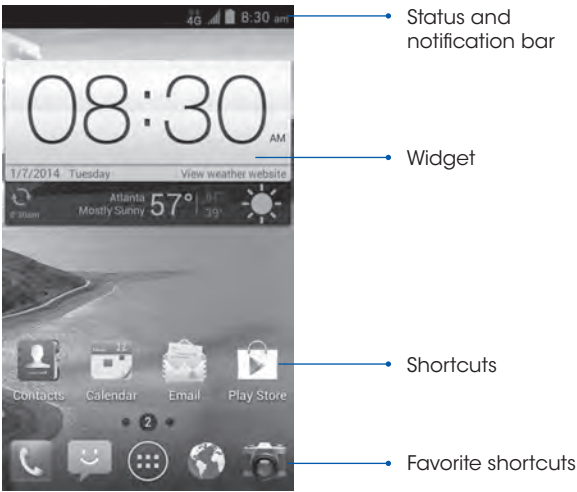 4G 8:30 am
Status and
notification bar
08:30
AM
Widget
1/7/2014 Tuesday View weather website
Atlanta
Mostly Sunny 57°
39°
Shortcuts
Contacts Calendar Email Play Store
2
Favorite shortcuts